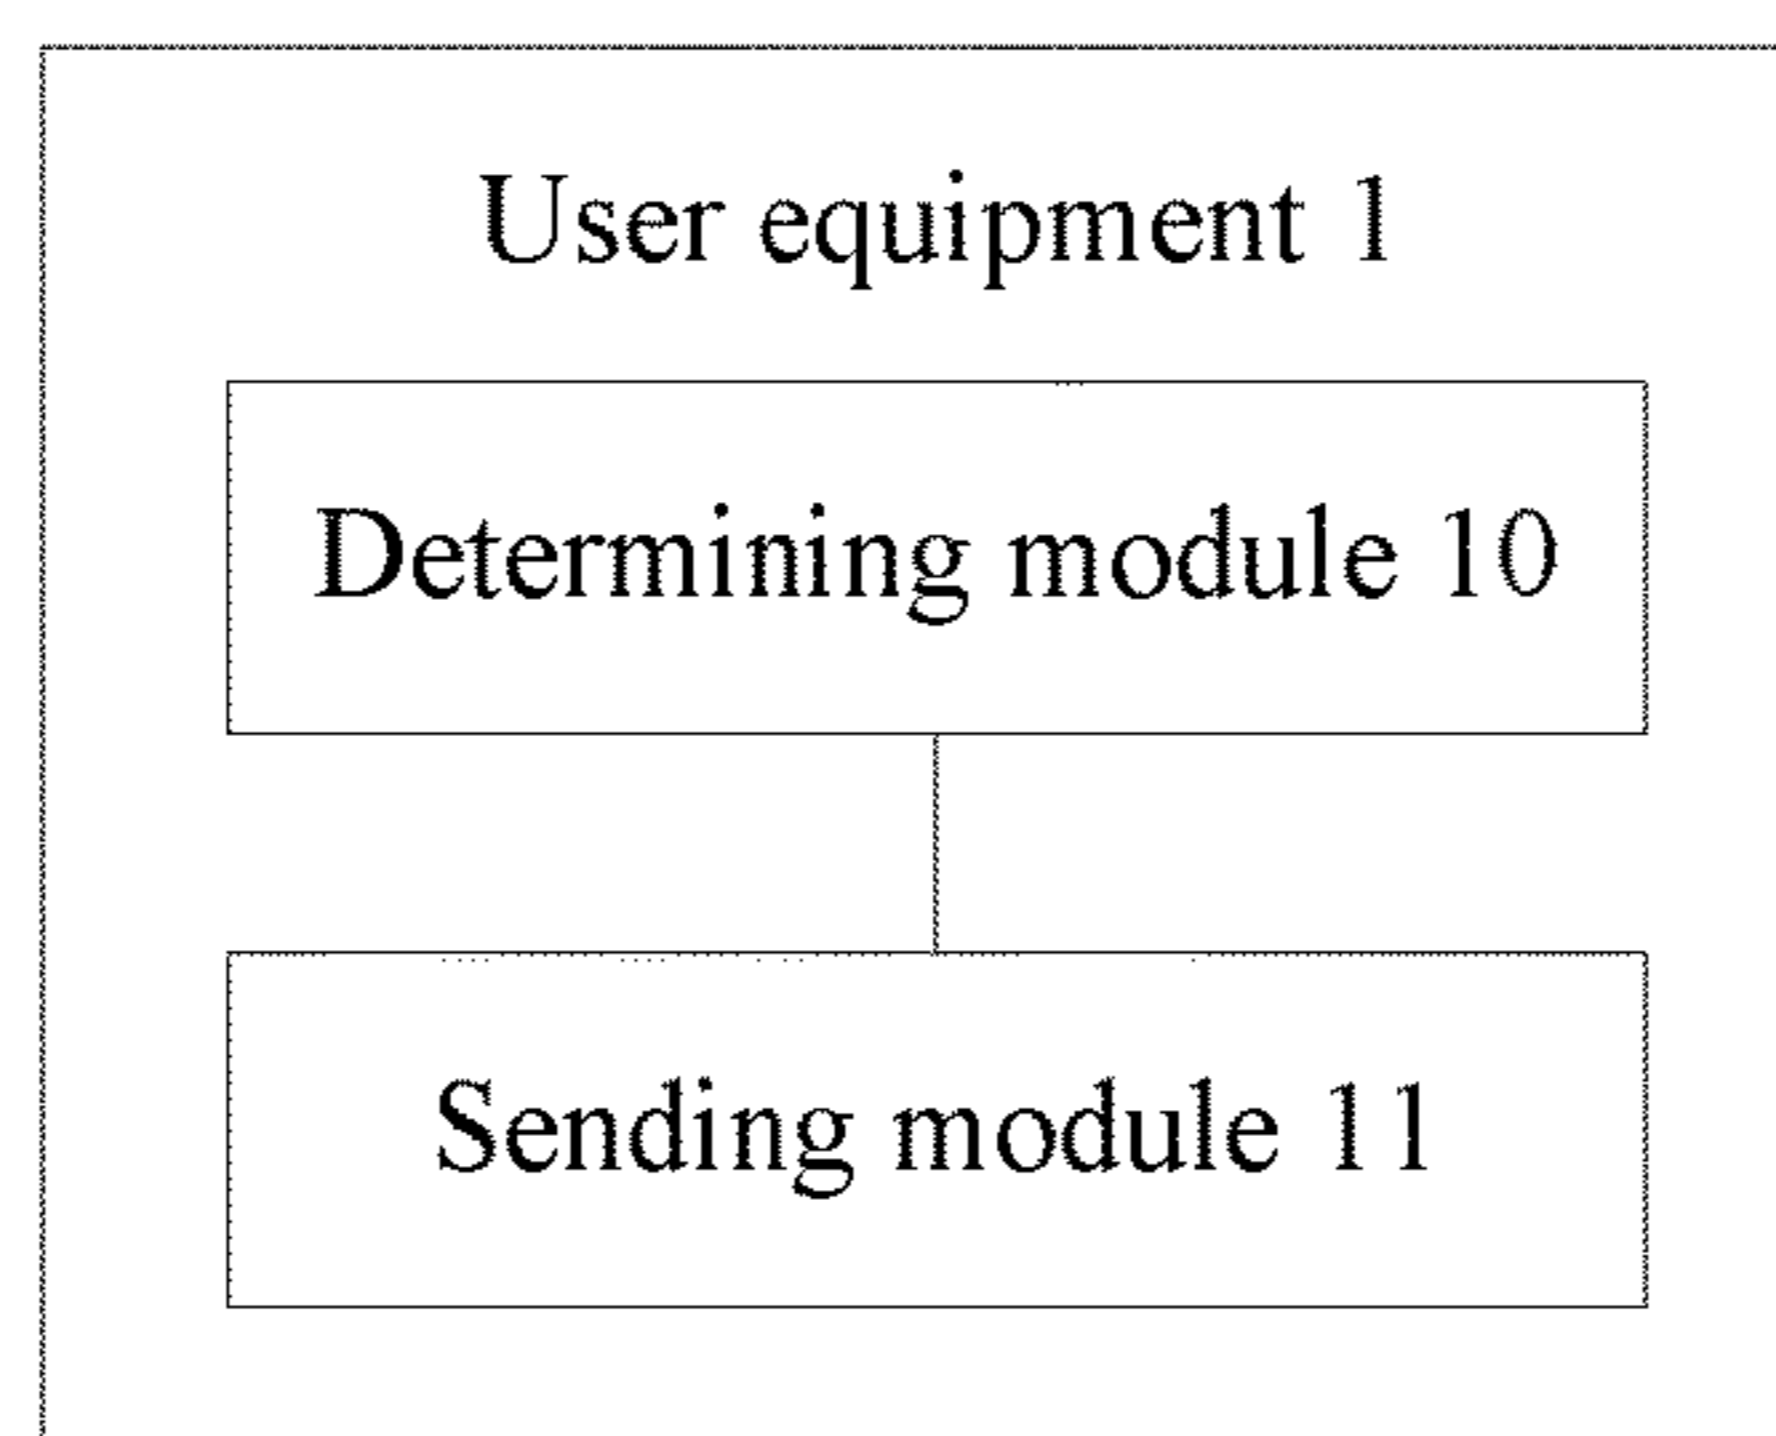 User equipment 1
Determining module 10
Sending module 11